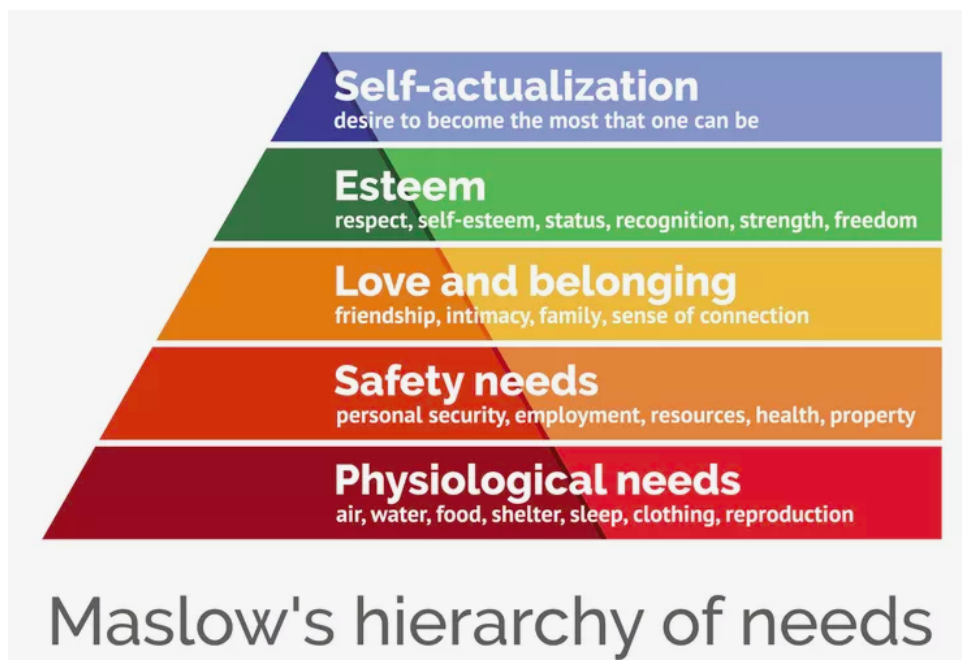 Self-actualization
desire to become the most that one can be
Esteem
respect, self-esteem, status, recognition, strength, freedom
Love and belonging
friendship, intimacy, family, sense of connection
Safety needs
personal security, employment, resources, health, property
Physiological needs
air, water, food, shelter, sleep, clothing, reproduction
Maslow's hierarchy of needs